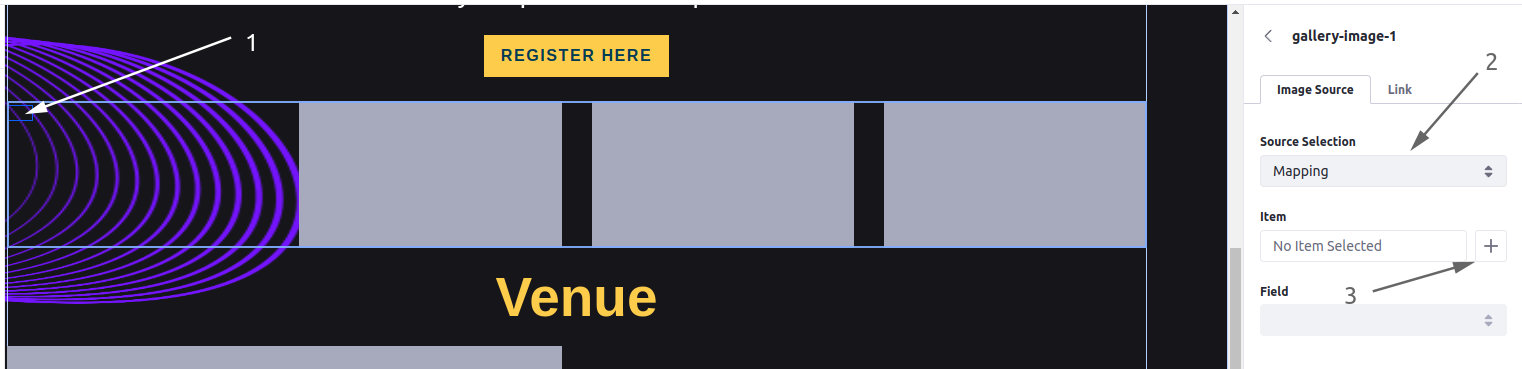 REGISTER HERE
1
Venue
gallery-image-1
2
Image Source
Link
Source Selection
Mapping
Item
No Item Selected
3
Field